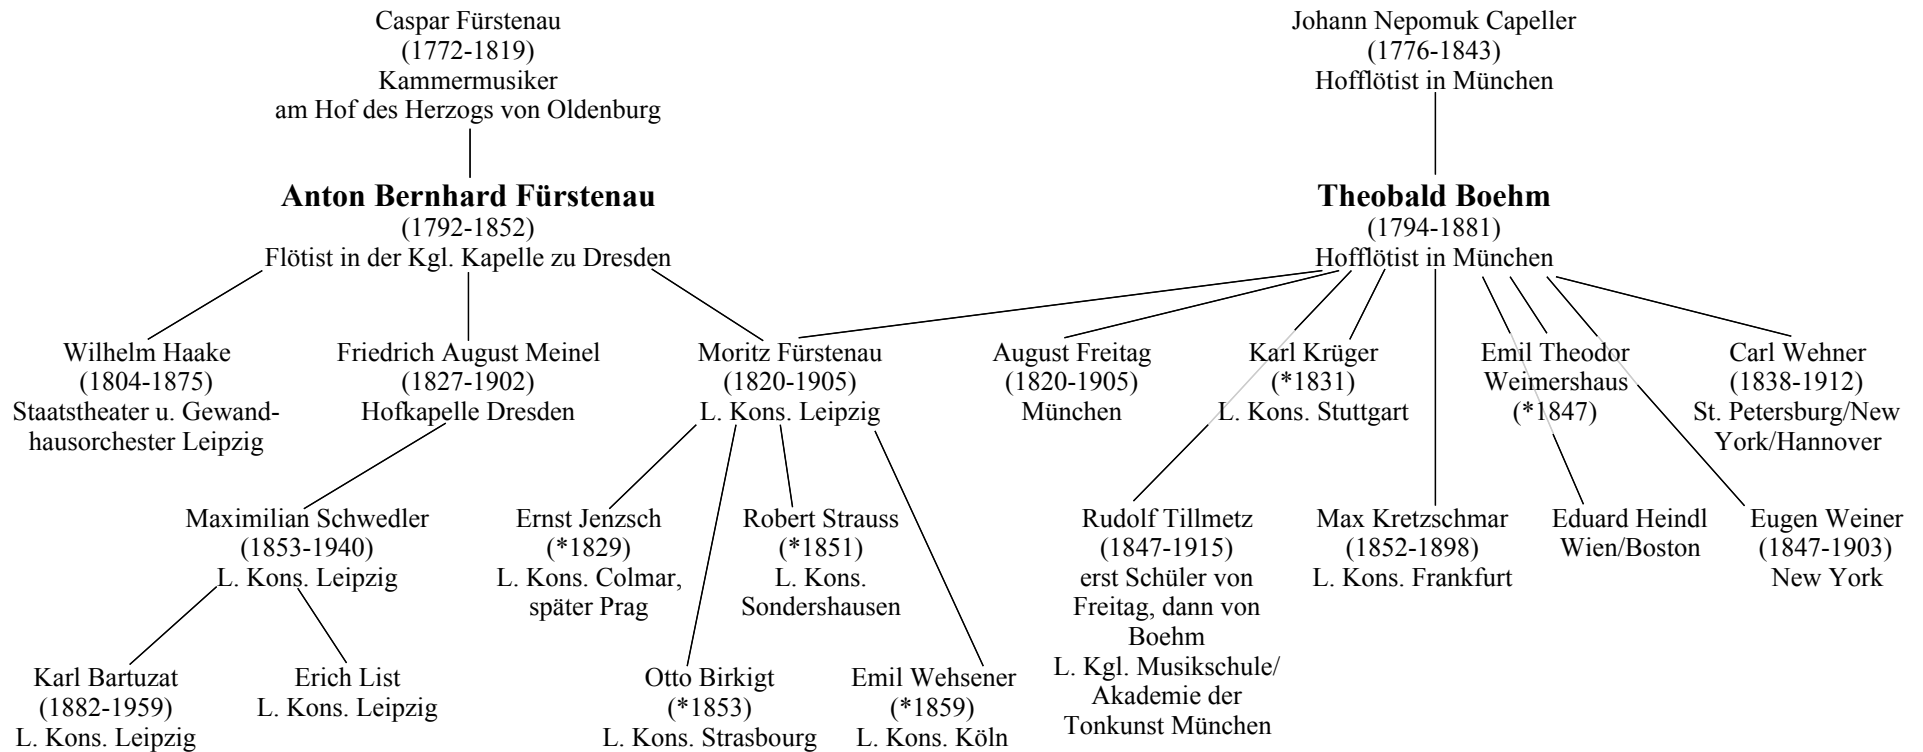 Caspar Fürstenau
(1772-1819)
Kammermusiker
am Hof des Herzogs von Oldenburg
Johann Nepomuk Capeller
(1776-1843)
Hofflötist in München
Anton Bernhard Fürstenau
(1792-1852)
Flötist in der Kgl. Kapelle zu Dresden
Theobald Boehm
(1794-1881)
Hofflötist in München
Wilhelm Haake
(1804-1875)
Staatstheater u. Gewand-
hausorchester Leipzig
Friedrich August Meinel
(1827-1902)
Hofkapelle Dresden
Moritz Fürstenau
(1820-1905)
L. Kons. Leipzig
August Freitag
(1820-1905)
München
Karl Krüger
(*1831)
L. Kons. Stuttgart
Emil Theodor
Weimershaus
(*1847)
Carl Wehner
(1838-1912)
St. Petersburg/New
York/Hannover
Maximilian Schwedler
(1853-1940)
L. Kons. Leipzig
Ernst Jenzsch
(*1829)
L. Kons. Colmar,
später Prag
Robert Strauss
(*1851)
L. Kons.
Sondershausen
Rudolf Tillmetz
(1847-1915)
erst Schüler von
Freitag, dann von
Boehm
L. Kgl. Musikschule/
Akademie der
Tonkunst München
Max Kretzschmar
(1852-1898)
L. Kons. Frankfurt
Eduard Heindl
Wien/Boston
Eugen Weiner
(1847-1903)
New York
Karl Bartuzat
(1882-1959)
L. Kons. Leipzig
Erich List
L. Kons. Leipzig
Otto Birkigt
(*1853)
L. Kons. Strasbourg
Emil Wehsener
(*1859)
L. Kons. Köln